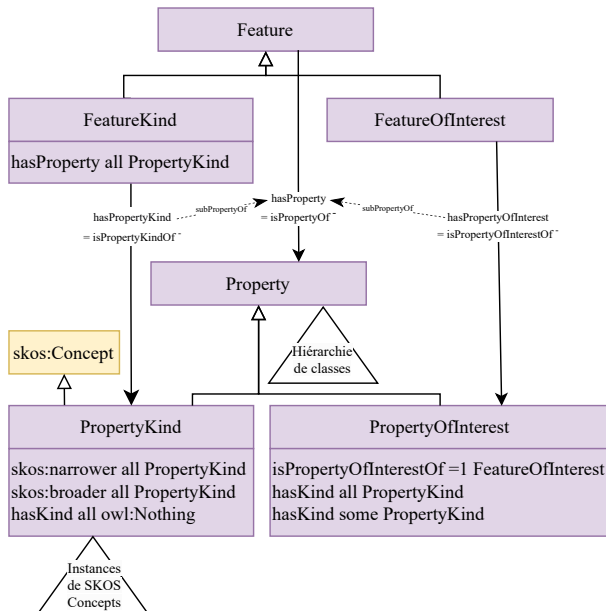 Feature
FeatureKind
hasProperty all PropertyKind
FeatureOfInterest
hasPropertyKind
= isPropertyKindOf⁻
subPropertyOf
hasProperty
= isPropertyOf⁻
subPropertyOf
hasPropertyOfInterest
= isPropertyOfInterestOf⁻
Property
Hiérarchie
de classes
skos:Concept
PropertyKind
skos:narrower all PropertyKind
skos:broader all PropertyKind
hasKind all owl:Nothing
PropertyOfInterest
isPropertyOfInterestOf =1 FeatureOfInterest
hasKind all PropertyKind
hasKind some PropertyKind
Instances
de SKOS
Concepts